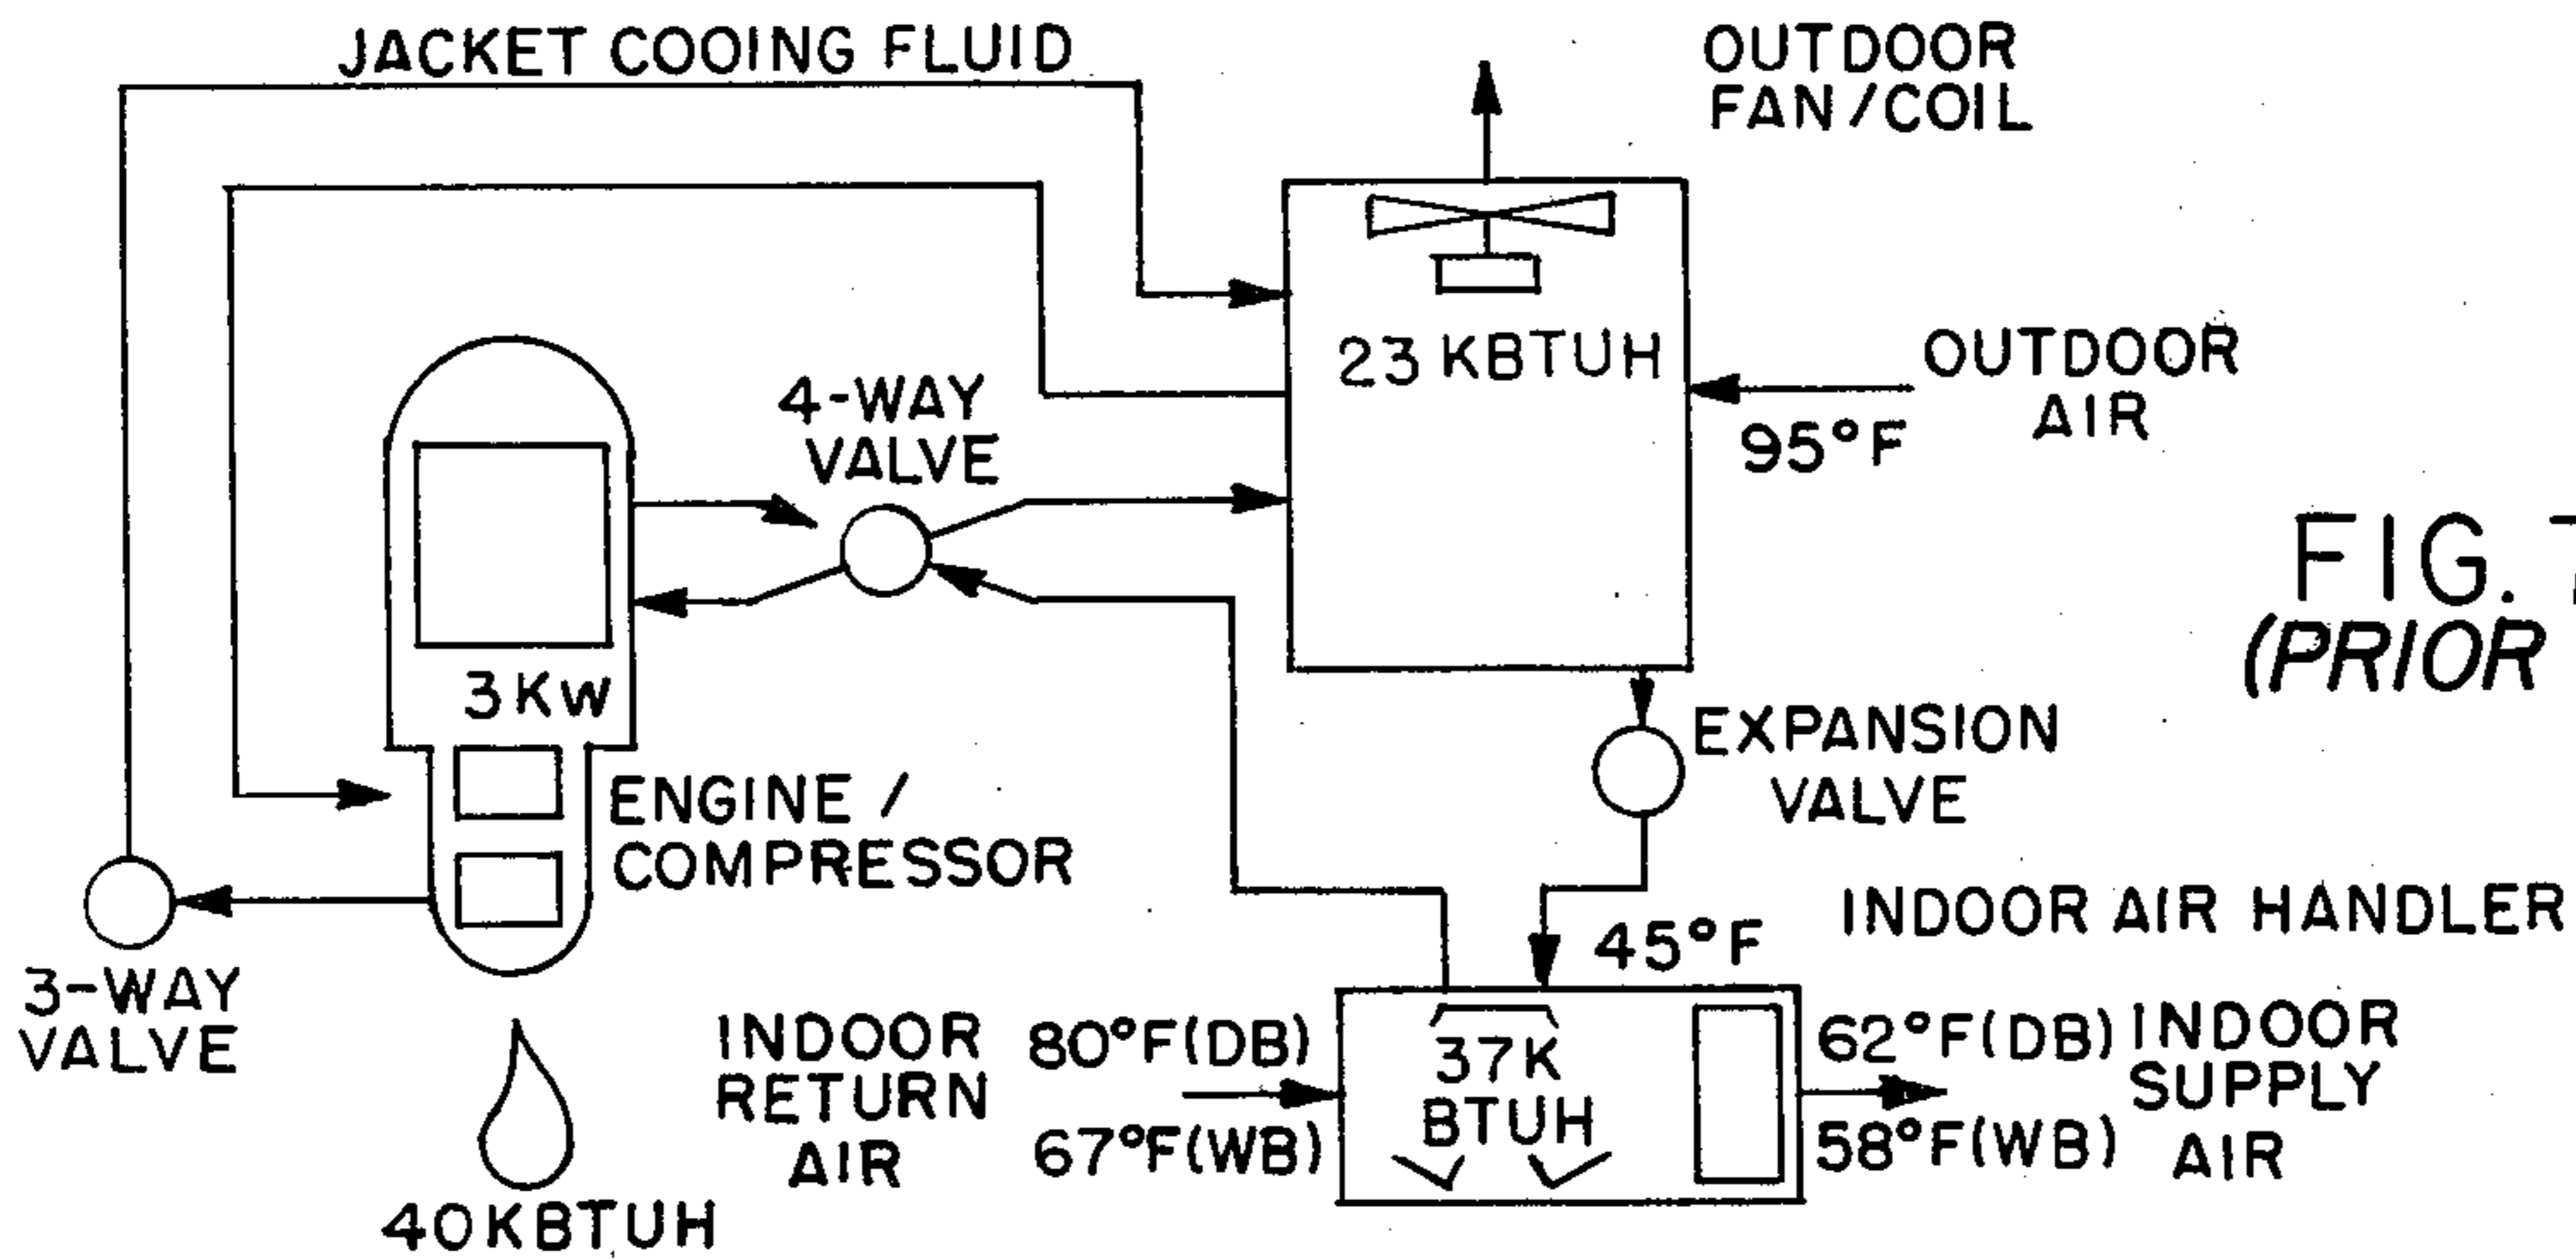 JACKET COOING FLUID
OUTDOOR
FAN/COIL
23 KBTUH
OUTDOOR
AIR
95°F
4-WAY
VALVE
FIG.
(PRIOR
3KW
ENGINE /
COMPRESSOR
EXPANSION
VALVE
INDOOR AIR HANDLER
45°F
3-WAY
VALVE
INDOOR
RETURN
AIR
80°F(DB)
67°F(WB)
37K
BTUH
62°F(DB)
58°F(WB)
INDOOR
SUPPLY
AIR
40KBTUH